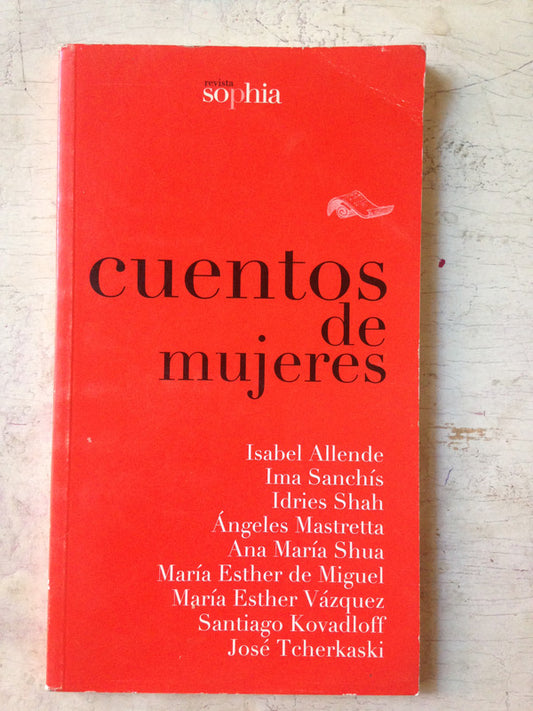 revista
sophia
cuentos
de
mujeres
Isabel Allende
Ima Sanchís
Idries Shah
Ángeles Mastretta
Ana María Shua
María Esther de Miguel
María Esther Vázquez
Santiago Kovadloff
José Tcherkaski